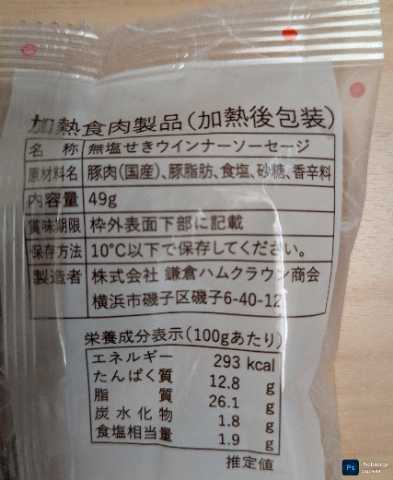 加熱食肉製品(加熱後包装)
名称 無塩せきウインナーソーセージ
原材料名 豚肉(国産)、豚脂肪、食塩、砂糖、香辛料
内容量 49g
賞味期限 枠外表面下部に記載
保存方法 10℃以下で保存してください。
製造者 株式会社 鎌倉ハムクラウン商会
横浜市磯子区磯子6-40-12
栄養成分表示(100gあたり)
エネルギー 293 kcal
たんぱく質 12.8 g
脂質 26.1 g
炭水化物 1.8 g
食塩相当量 1.9 g
推定値
Ps